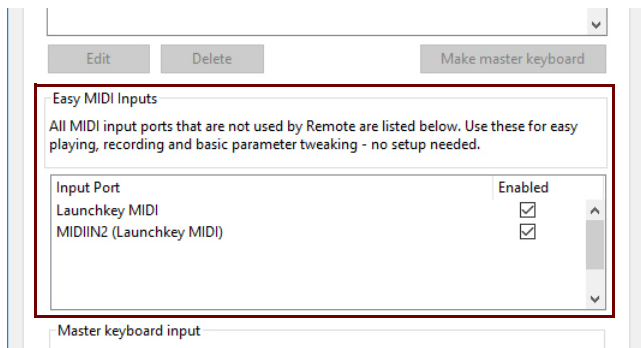 Edit Delete Make master keyboard
Easy MIDI Inputs
All MIDI input ports that are not used by Remote are listed below. Use these for easy
playing, recording and basic parameter tweaking - no setup needed.
Input Port Enabled
Launchkey MIDI
MIDIIN2 (Launchkey MIDI)
Master keyboard input